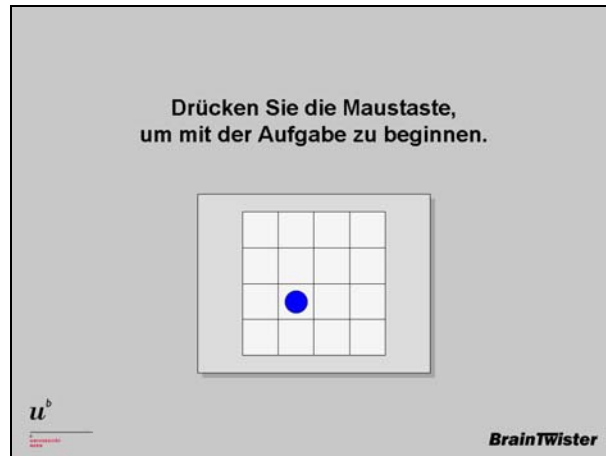 Drücken Sie die Maustaste,
um mit der Aufgabe zu beginnen.
u^b
BrainTwister